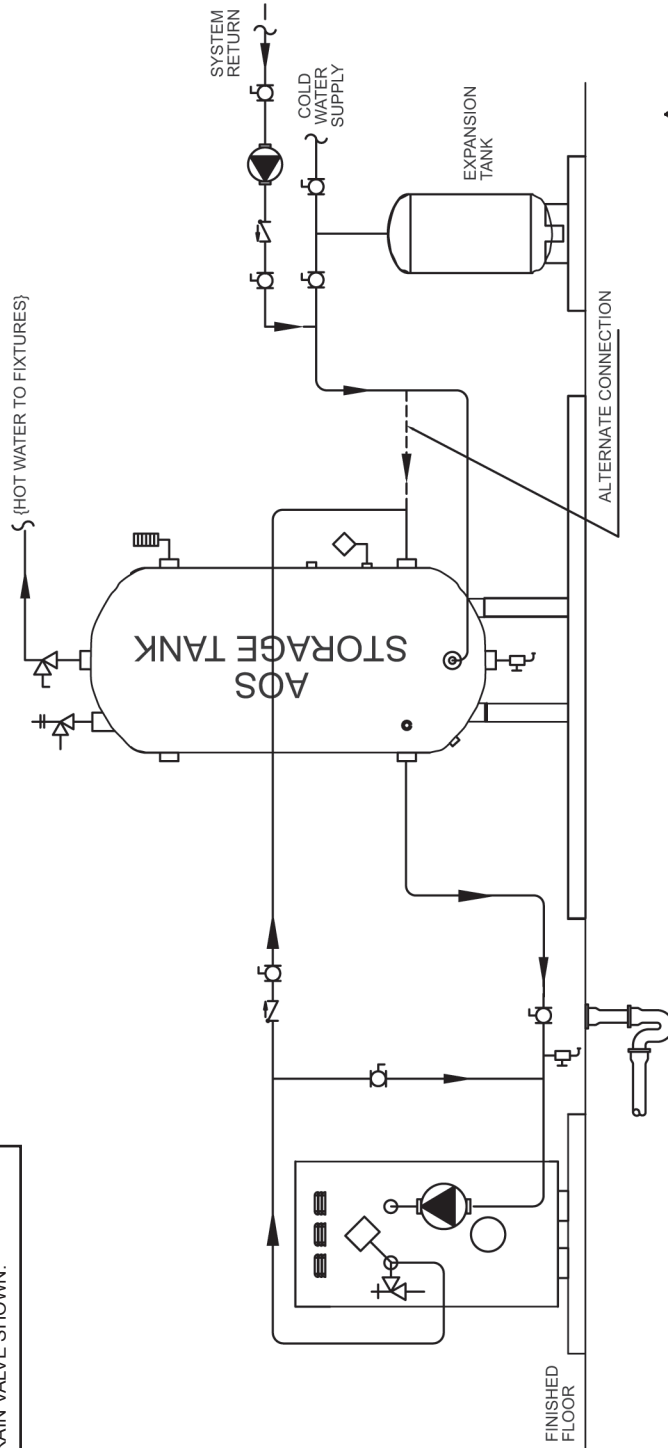 RAIN VALVE SHOWN.
{HOT WATER TO FIXTURES}
SYSTEM
RETURN
COLD
WATER
SUPPLY
EXPANSION
TANK
AOS
STORAGE TANK
ALTERNATE CONNECTION
FINISHED
FLOOR